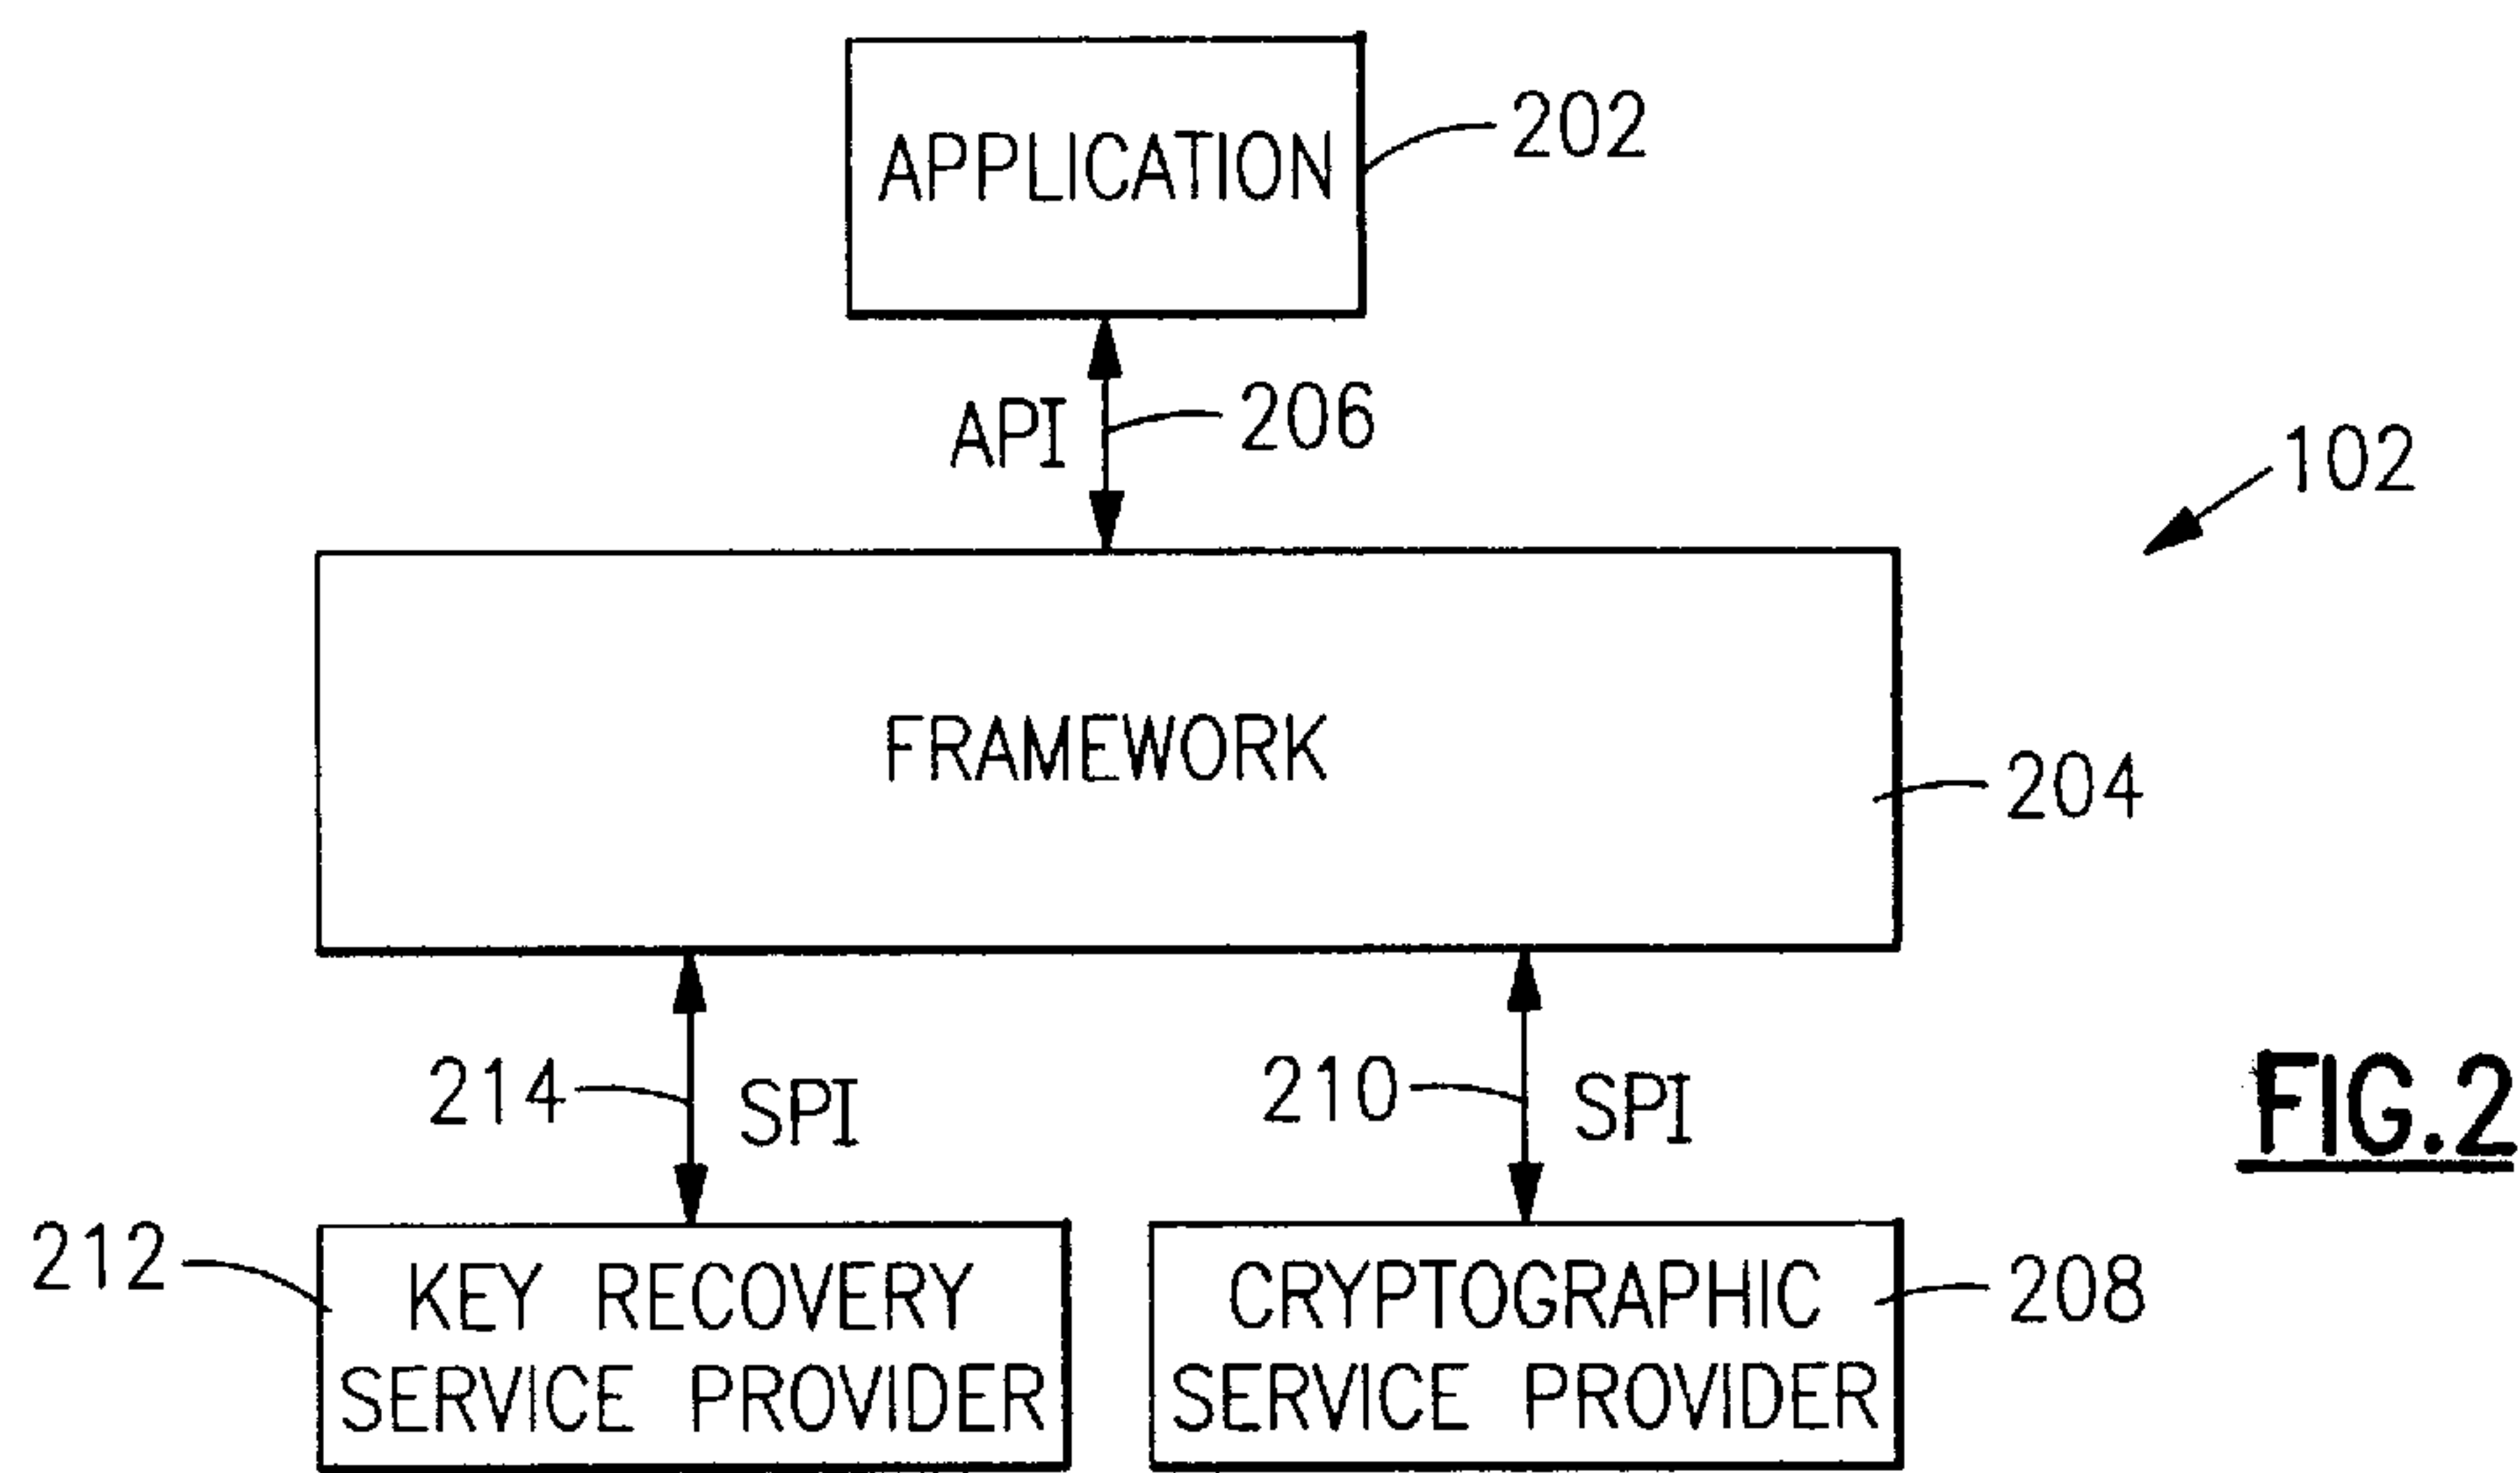 APPLICATION
202
API
206
102
FRAMEWORK
204
214
SPI
210
SPI
FIG.2
212
KEY RECOVERY
SERVICE PROVIDER
CRYPTOGRAPHIC
SERVICE PROVIDER
208